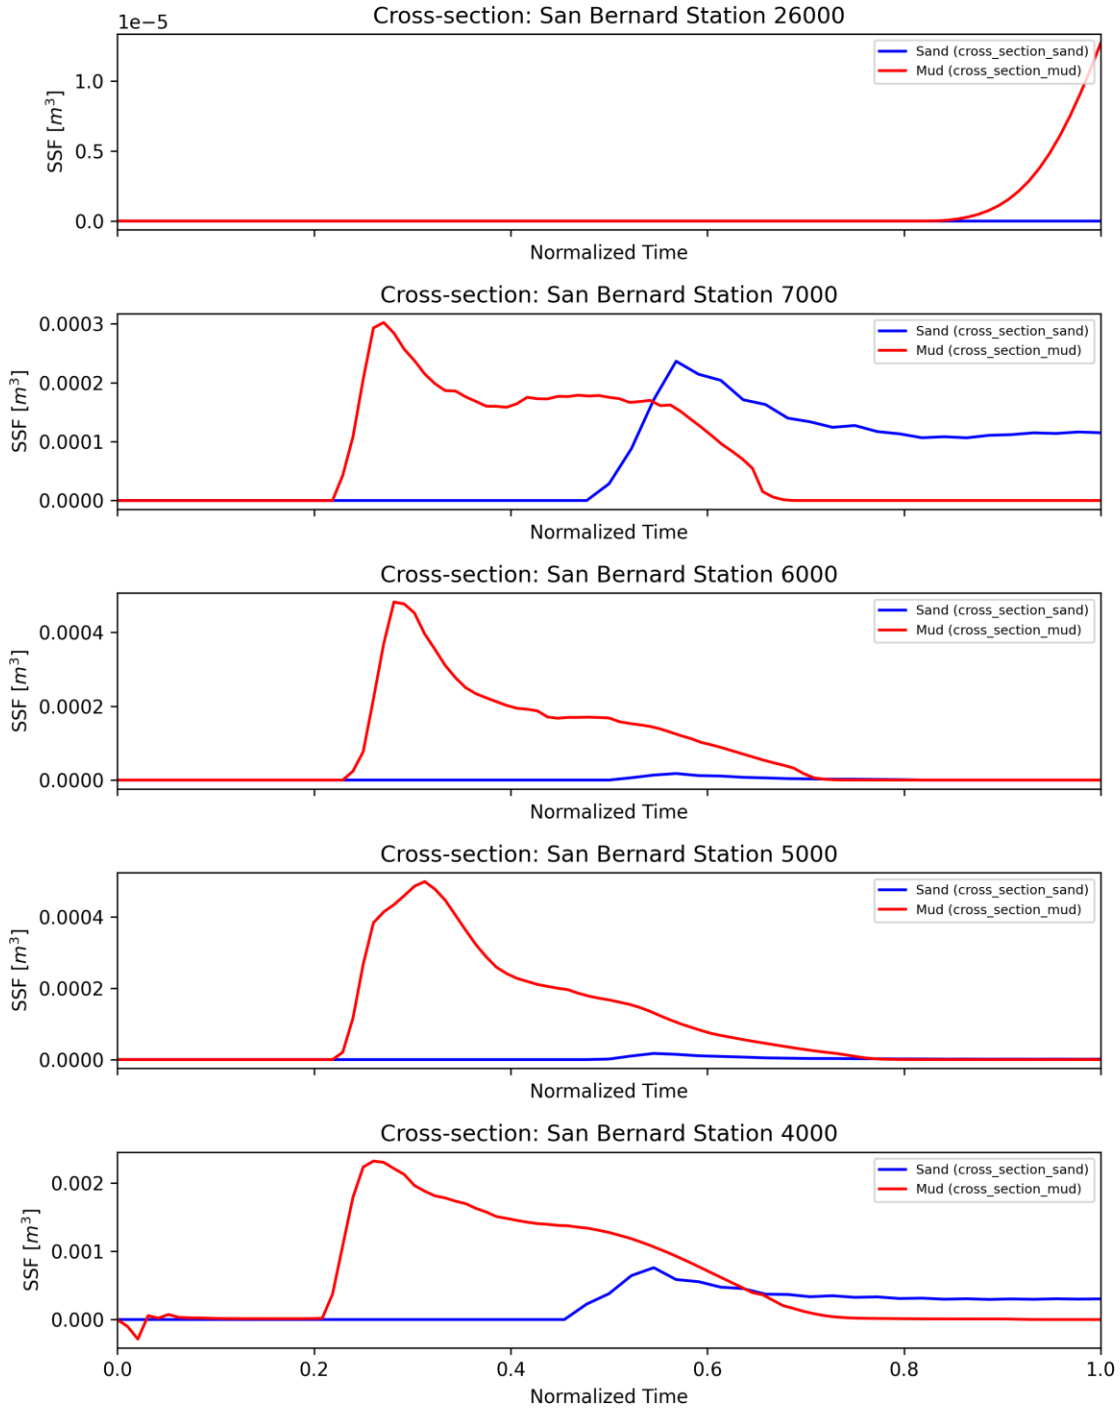 Cross-section: San Bernard Station 26000
1e−5
Sand (cross_section_sand)
Mud (cross_section_mud)
SSF [m³]
1.0
0.5
0.0
Normalized Time
Cross-section: San Bernard Station 7000
Sand (cross_section_sand)
Mud (cross_section_mud)
SSF [m³]
0.0003
0.0002
0.0001
0.0000
Normalized Time
Cross-section: San Bernard Station 6000
Sand (cross_section_sand)
Mud (cross_section_mud)
SSF [m³]
0.0004
0.0002
0.0000
Normalized Time
Cross-section: San Bernard Station 5000
Sand (cross_section_sand)
Mud (cross_section_mud)
SSF [m³]
0.0004
0.0002
0.0000
Normalized Time
Cross-section: San Bernard Station 4000
Sand (cross_section_sand)
Mud (cross_section_mud)
SSF [m³]
0.002
0.001
0.000
0.0 0.2 0.4 0.6 0.8 1.0
Normalized Time